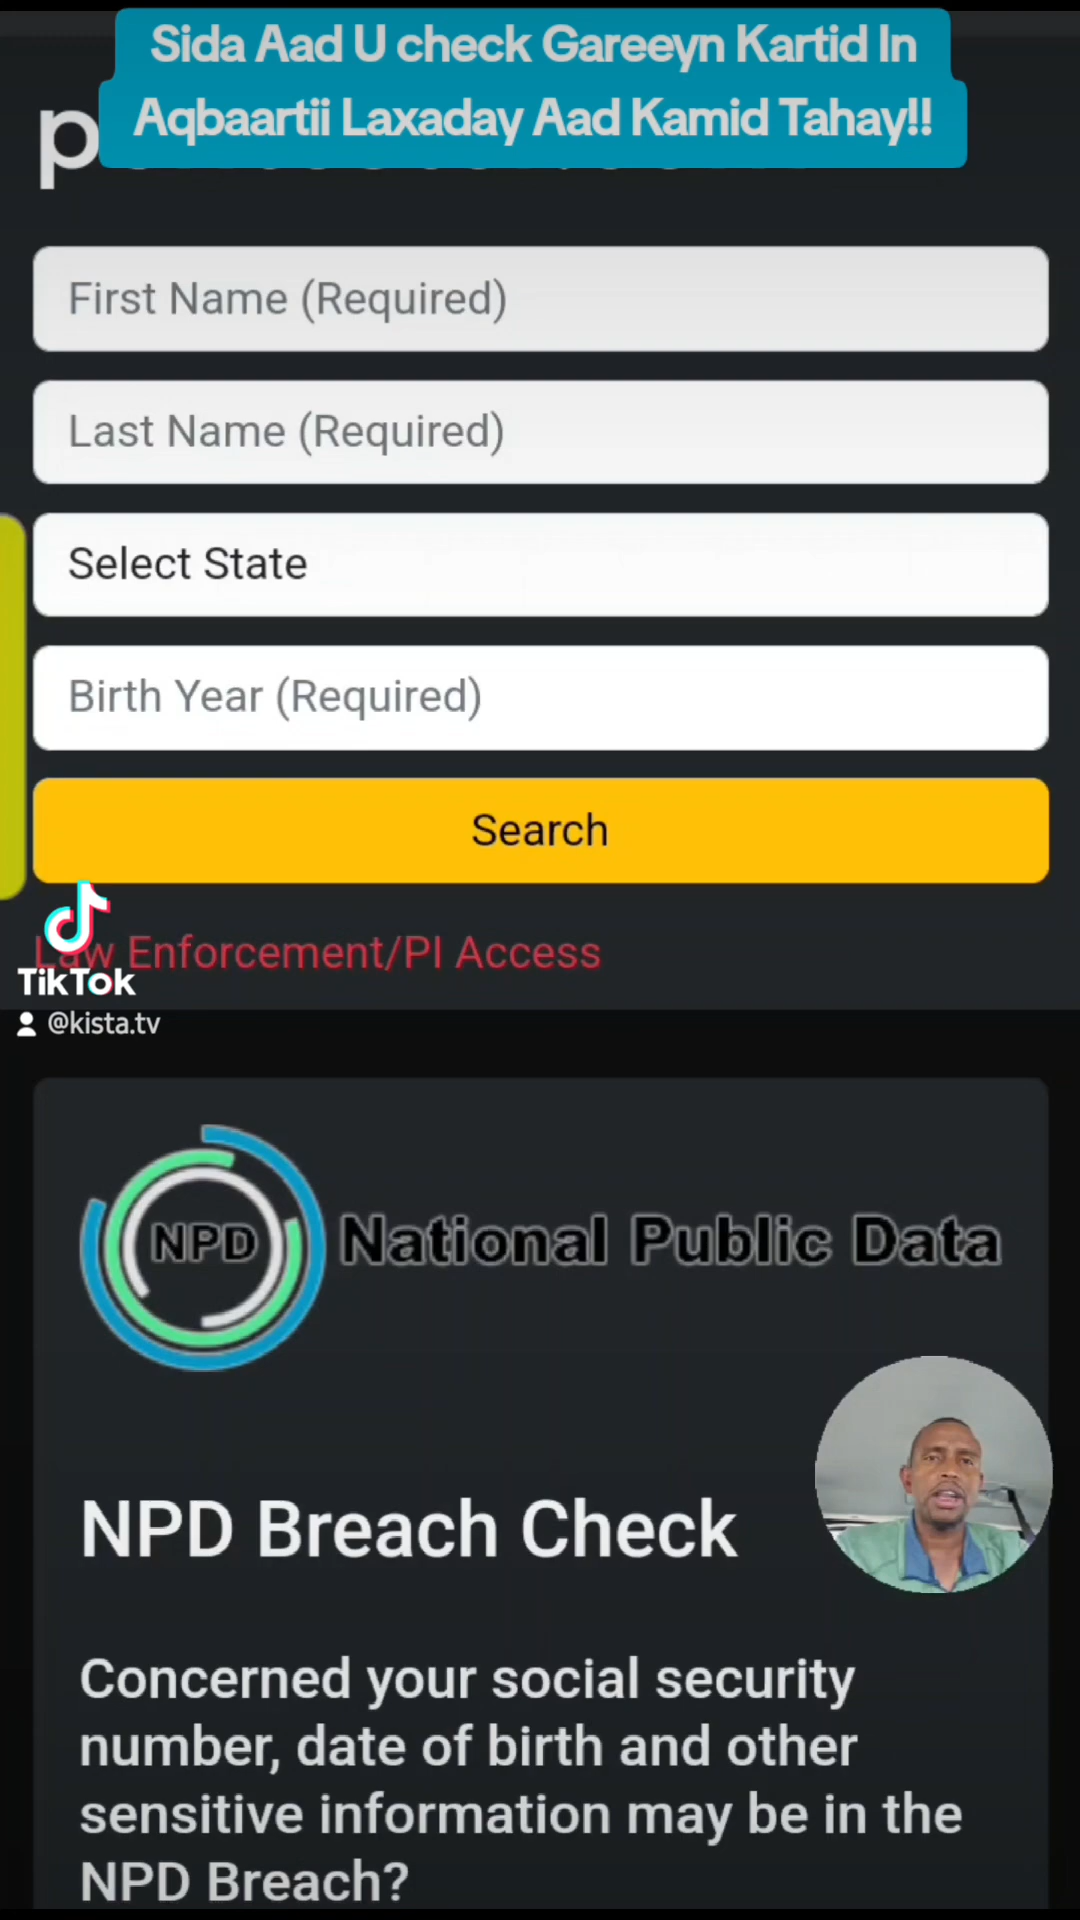 Sida Aad U check Gareeyn Kartid In
Aqbaartii Laxaday Aad Kamid Tahay!!
First Name (Required)
Last Name (Required)
Select State
Birth Year (Required)
Search
Law Enforcement/PI Access
TikTok
@kista.tv
NPD National Public Data
NPD Breach Check
Concerned your social security
number, date of birth and other
sensitive information may be in the
NPD Breach?